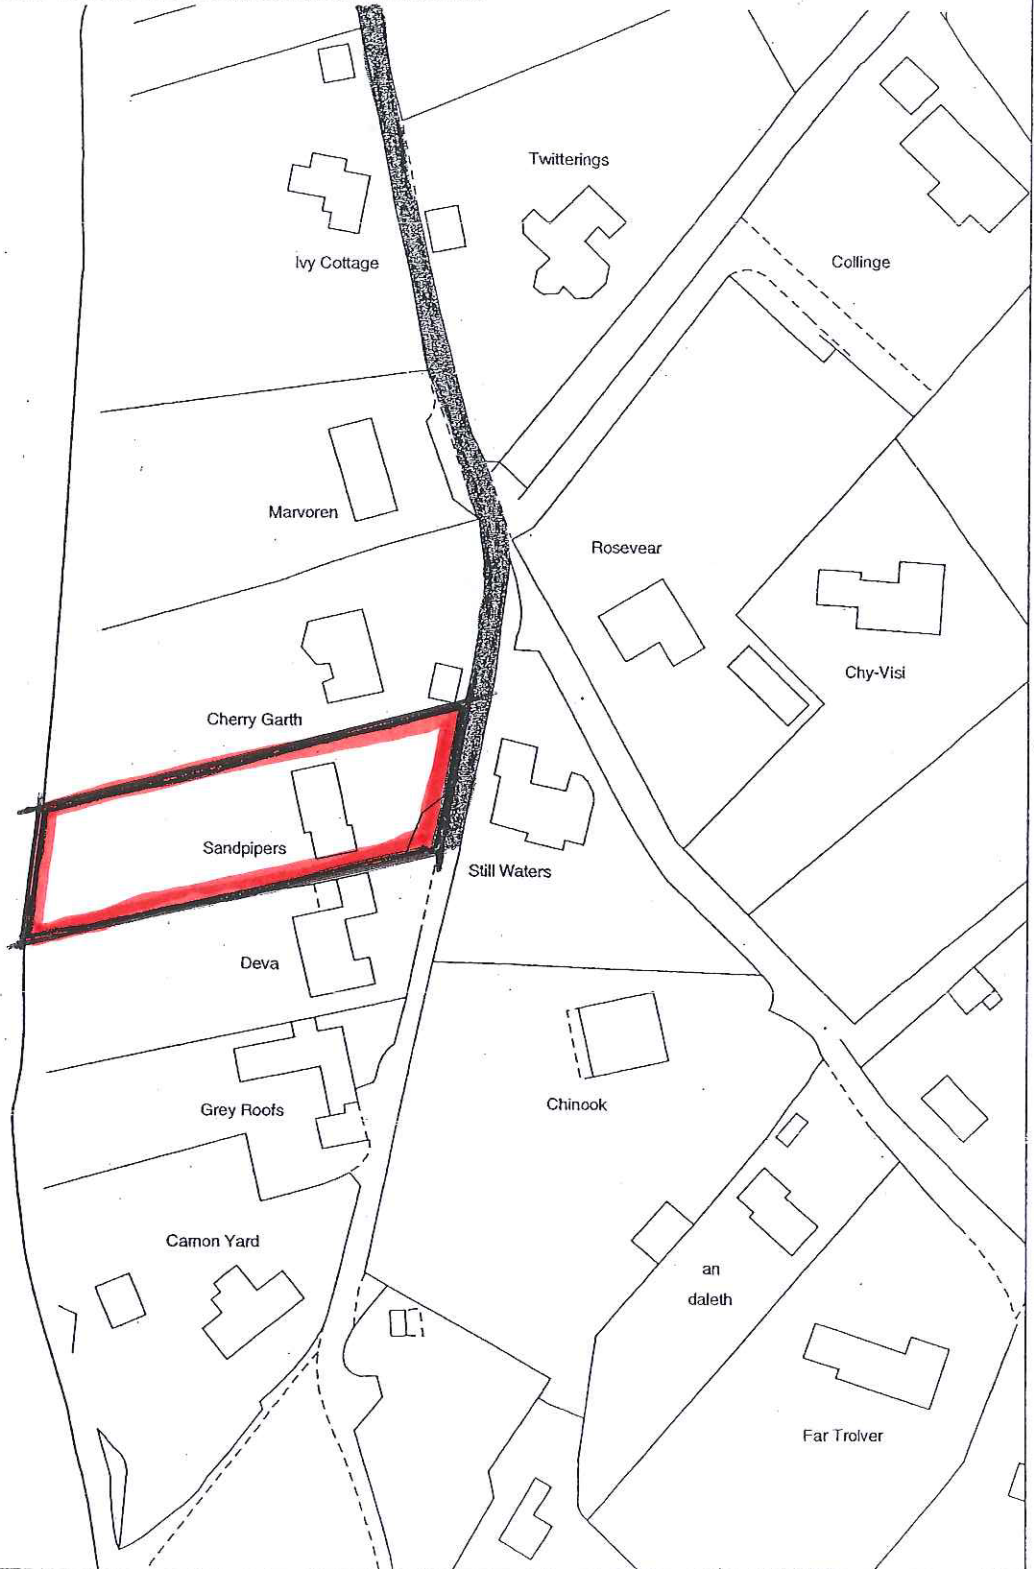 Twitterings
Ivy Cottage
Collinge
Marvoren
Rosevear
Chy-Visi
Cherry Garth
Sandpipers
Still Waters
Deva
Grey Roofs
Chinook
Carnon Yard
an
daleth
Far Trolver